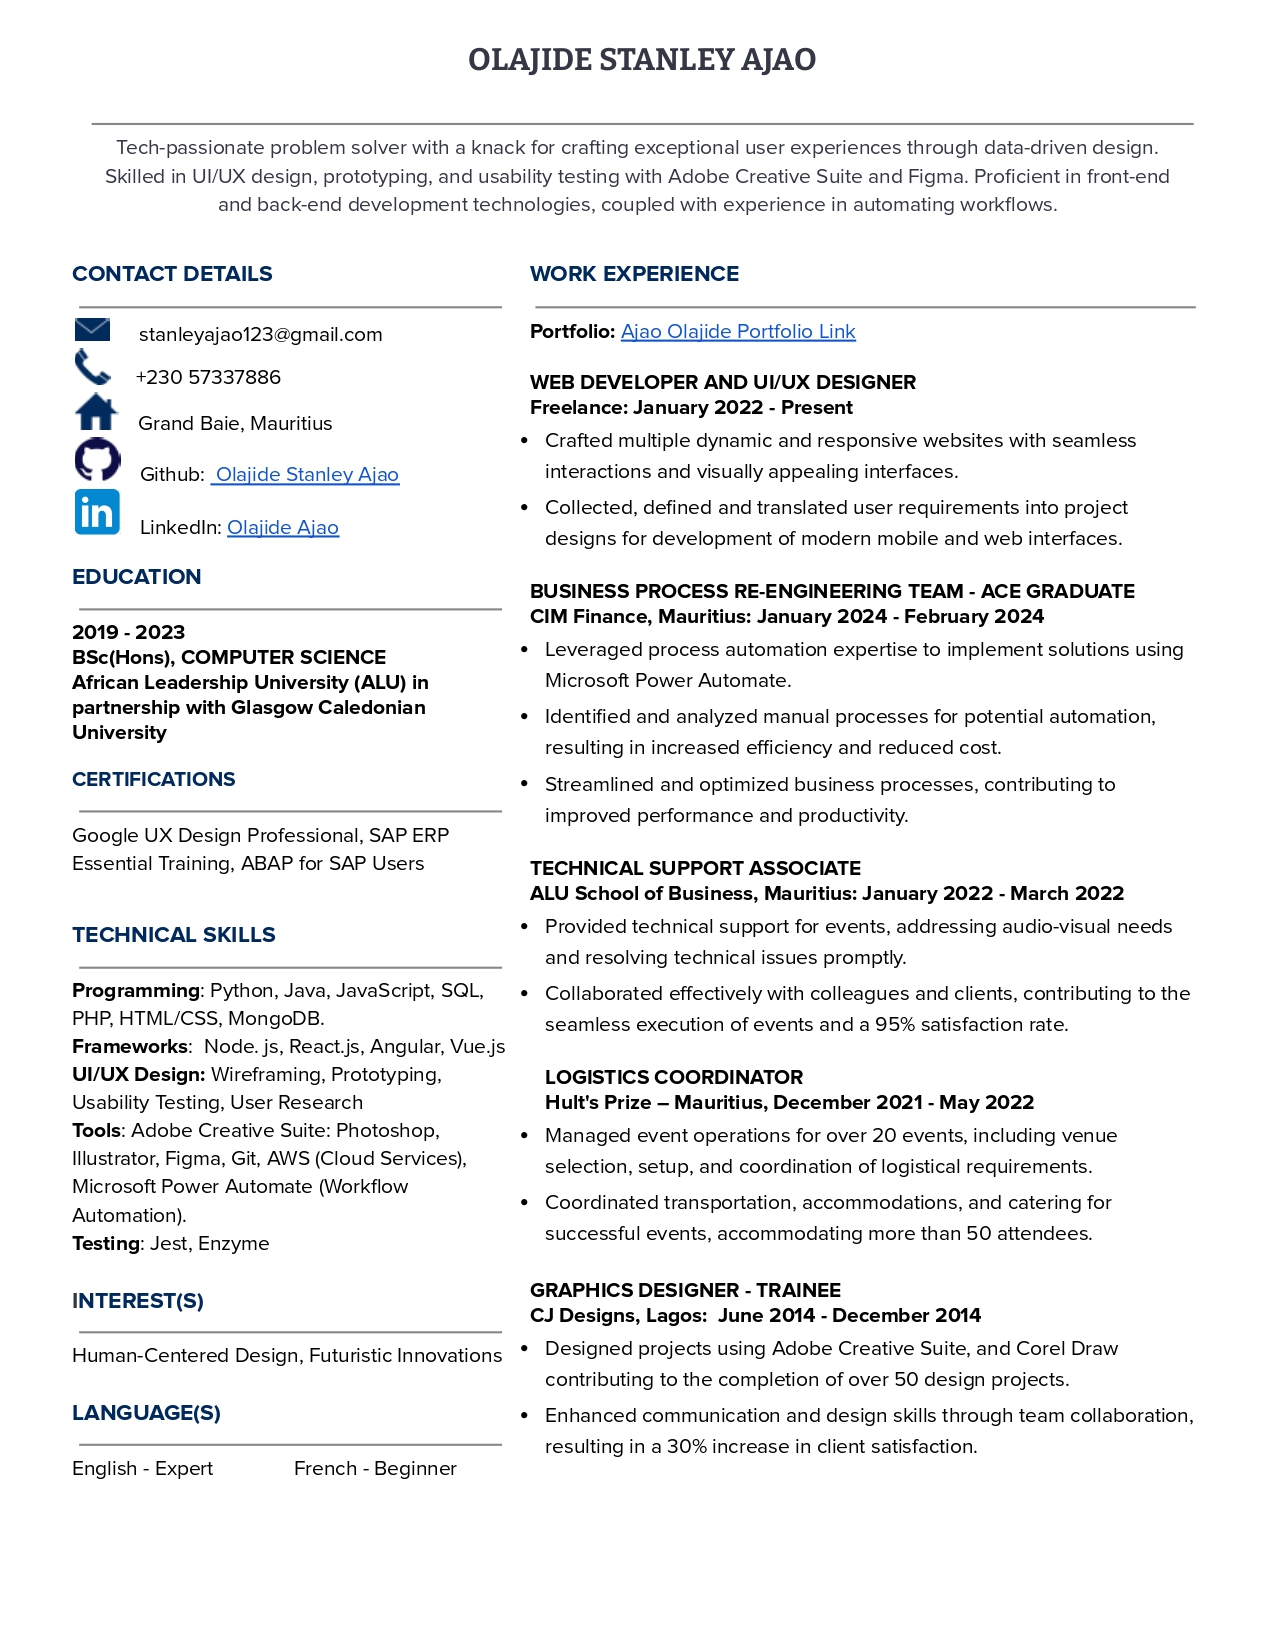 OLAJIDE STANLEY AJAO
Tech-passionate problem solver with a knack for crafting exceptional user experiences through data-driven design.
Skilled in UI/UX design, prototyping, and usability testing with Adobe Creative Suite and Figma. Proficient in front-end
and back-end development technologies, coupled with experience in automating workflows.
CONTACT DETAILS
stanleyajao123@gmail.com
+230 57337886
Grand Baie, Mauritius
Github: Olajide Stanley Ajao
in
LinkedIn: Olajide Ajao
EDUCATION
2019 - 2023
BSc(Hons), COMPUTER SCIENCE
African Leadership University (ALU) in
partnership with Glasgow Caledonian
University
CERTIFICATIONS
Google UX Design Professional, SAP ERP
Essential Training, ABAP for SAP Users
TECHNICAL SKILLS
Programming: Python, Java, JavaScript, SQL,
PHP, HTML/CSS, MongoDB.
Frameworks:  Node. js, React.js, Angular, Vue.js
UI/UX Design: Wireframing, Prototyping,
Usability Testing, User Research
Tools: Adobe Creative Suite: Photoshop,
Illustrator, Figma, Git, AWS (Cloud Services),
Microsoft Power Automate (Workflow
Automation).
Testing: Jest, Enzyme
INTEREST(S)
Human-Centered Design, Futuristic Innovations
LANGUAGE(S)
English - Expert French - Beginner
WORK EXPERIENCE
Portfolio: Ajao Olajide Portfolio Link
WEB DEVELOPER AND UI/UX DESIGNER
Freelance: January 2022 - Present
• Crafted multiple dynamic and responsive websites with seamless
interactions and visually appealing interfaces.
• Collected, defined and translated user requirements into project
designs for development of modern mobile and web interfaces.
BUSINESS PROCESS RE-ENGINEERING TEAM - ACE GRADUATE
CIM Finance, Mauritius: January 2024 - February 2024
• Leveraged process automation expertise to implement solutions using
Microsoft Power Automate.
• Identified and analyzed manual processes for potential automation,
resulting in increased efficiency and reduced cost.
• Streamlined and optimized business processes, contributing to
improved performance and productivity.
TECHNICAL SUPPORT ASSOCIATE
ALU School of Business, Mauritius: January 2022 - March 2022
• Provided technical support for events, addressing audio-visual needs
and resolving technical issues promptly.
• Collaborated effectively with colleagues and clients, contributing to the
seamless execution of events and a 95% satisfaction rate.
LOGISTICS COORDINATOR
Hult's Prize – Mauritius, December 2021 - May 2022
• Managed event operations for over 20 events, including venue
selection, setup, and coordination of logistical requirements.
• Coordinated transportation, accommodations, and catering for
successful events, accommodating more than 50 attendees.
GRAPHICS DESIGNER - TRAINEE
CJ Designs, Lagos:  June 2014 - December 2014
• Designed projects using Adobe Creative Suite, and Corel Draw
contributing to the completion of over 50 design projects.
• Enhanced communication and design skills through team collaboration,
resulting in a 30% increase in client satisfaction.